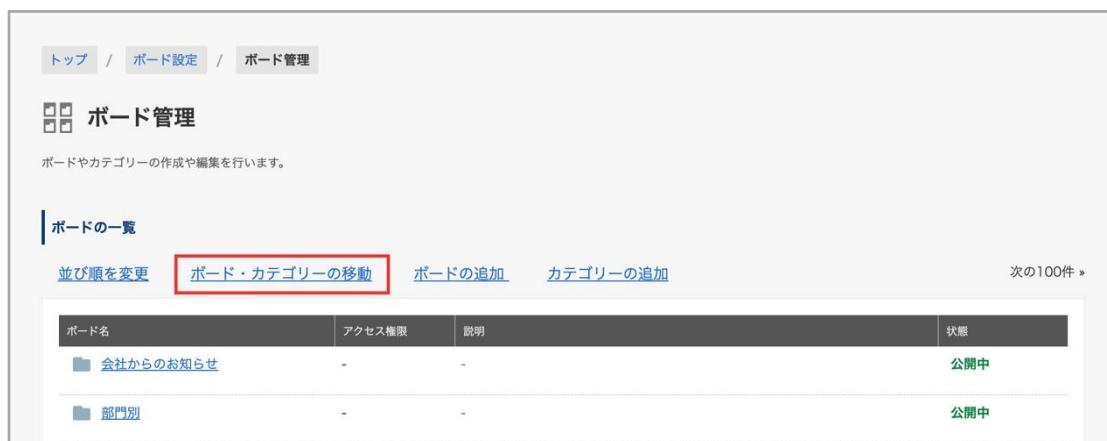 トップ / ボード設定 / ボード管理
ボード管理
ボードやカテゴリーの作成や編集を行います。
ボードの一覧
並び順を変更 ボード・カテゴリーの移動 ボードの追加 カテゴリーの追加 次の100件 »
ボード名 アクセス権限 説明 状態
会社からのお知らせ - - 公開中
部門別 - - 公開中